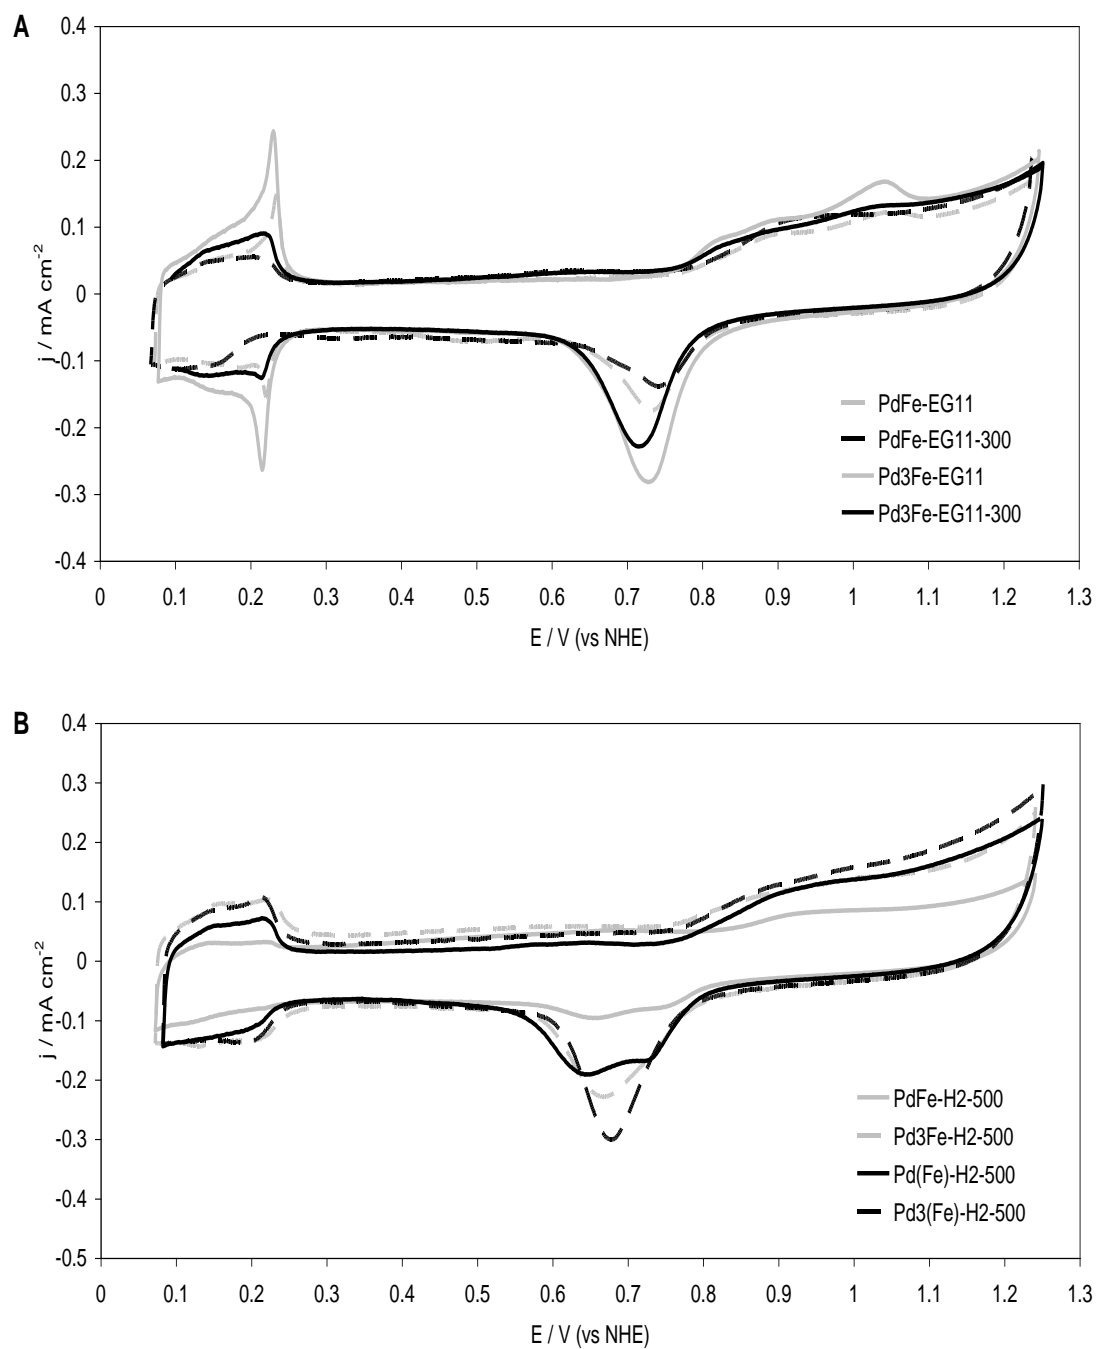 A
0.4
0.3
0.2
0.1
0
-0.1
-0.2
-0.3
-0.4
j / mA cm-2
0 0.1 0.2 0.3 0.4 0.5 0.6 0.7 0.8 0.9 1 1.1 1.2 1.3
E / V (vs NHE)
PdFe-EG11
PdFe-EG11-300
Pd3Fe-EG11
Pd3Fe-EG11-300
B
0.4
0.3
0.2
0.1
0
-0.1
-0.2
-0.3
-0.4
-0.5
j / mA cm-2
0 0.1 0.2 0.3 0.4 0.5 0.6 0.7 0.8 0.9 1 1.1 1.2 1.3
E / V (vs NHE)
PdFe-H2-500
Pd3Fe-H2-500
Pd(Fe)-H2-500
Pd3(Fe)-H2-500